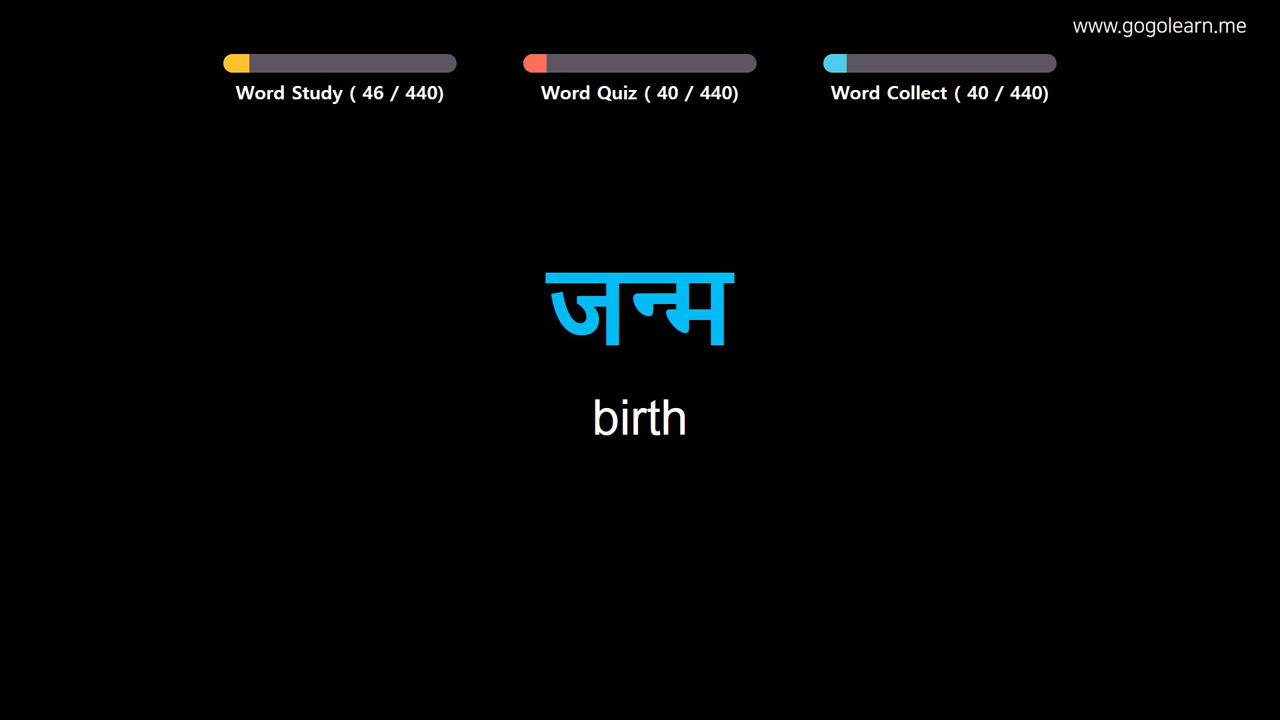 www.gogolearn.me
Word Study ( 46 / 440)
Word Quiz ( 40 / 440)
Word Collect ( 40 / 440)
जन्म
birth